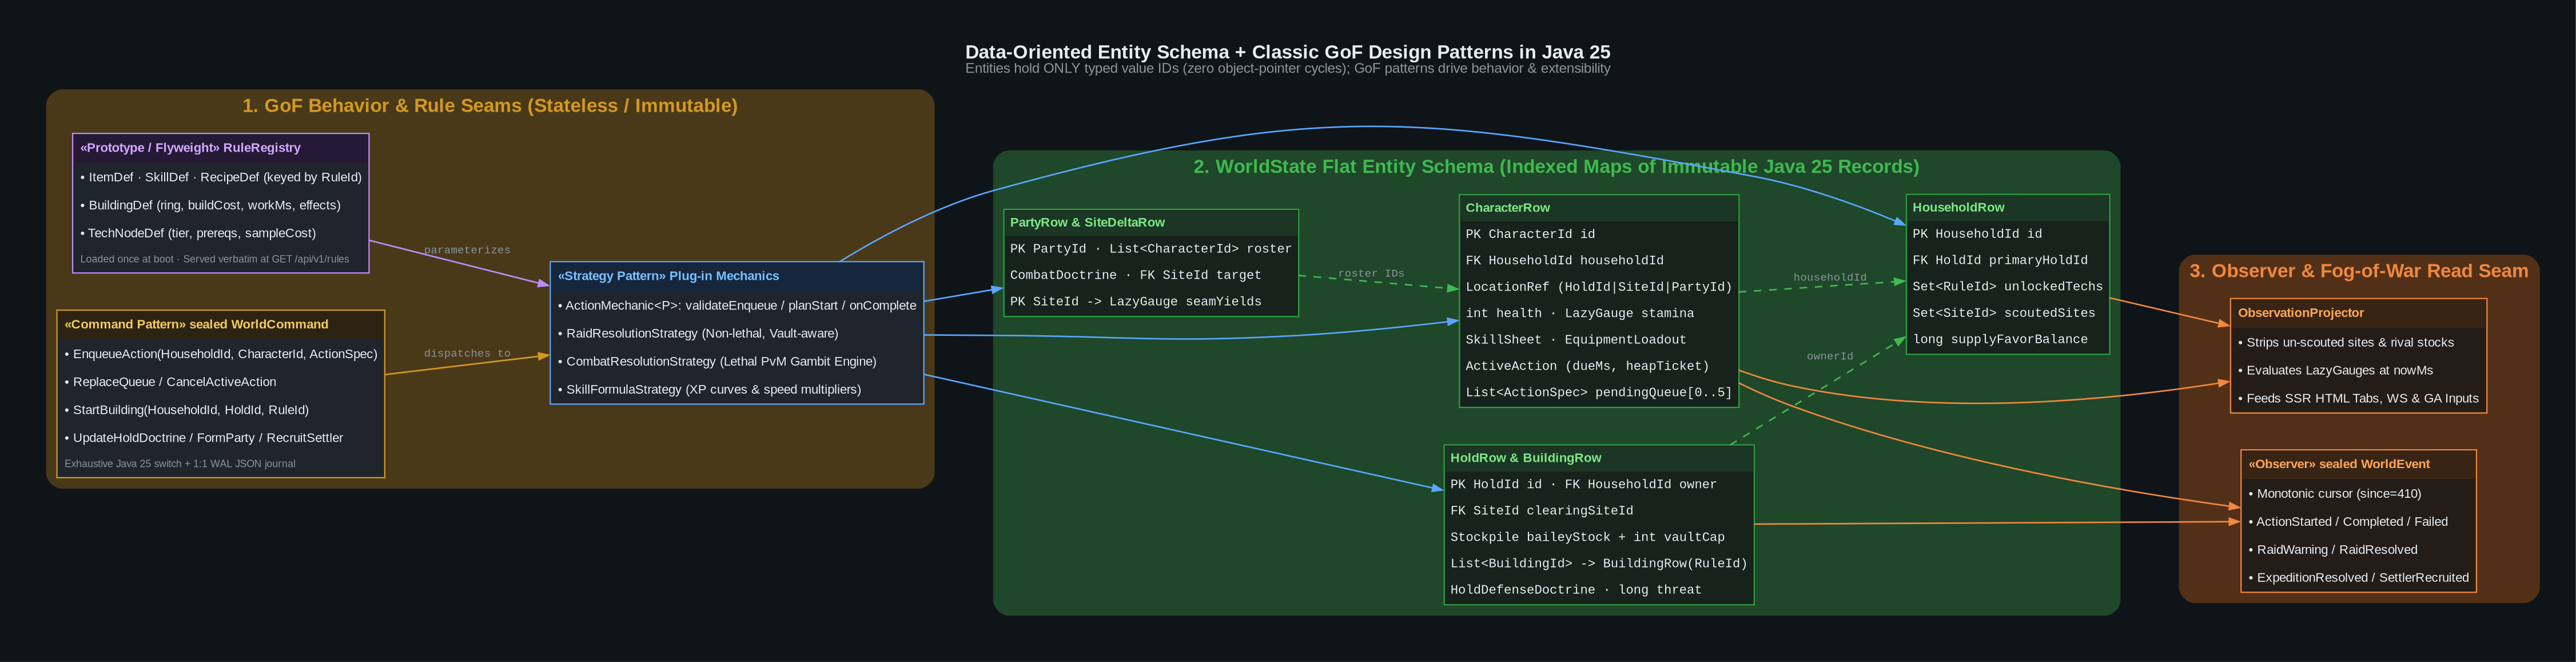 Data-Oriented Entity Schema + Classic GoF Design Patterns in Java 25
Entities hold ONLY typed value IDs (zero object-pointer cycles); GoF patterns drive behavior & extensibility
1. GoF Behavior & Rule Seams (Stateless / Immutable)
«Prototype / Flyweight» RuleRegistry
• ItemDef · SkillDef · RecipeDef (keyed by RuleId)
• BuildingDef (ring, buildCost, workMs, effects)
• TechNodeDef (tier, prereqs, sampleCost)
Loaded once at boot · Served verbatim at GET /api/v1/rules
parameterizes
«Command Pattern» sealed WorldCommand
• EnqueueAction(HouseholdId, CharacterId, ActionSpec)
• ReplaceQueue / CancelActiveAction
• StartBuilding(HouseholdId, HoldId, RuleId)
• UpdateHoldDoctrine / FormParty / RecruitSettler
Exhaustive Java 25 switch + 1:1 WAL JSON journal
dispatches to
«Strategy Pattern» Plug-in Mechanics
• ActionMechanic<P>: validateEnqueue / planStart / onComplete
• RaidResolutionStrategy (Non-lethal, Vault-aware)
• CombatResolutionStrategy (Lethal PvM Gambit Engine)
• SkillFormulaStrategy (XP curves & speed multipliers)
2. WorldState Flat Entity Schema (Indexed Maps of Immutable Java 25 Records)
PartyRow & SiteDeltaRow
PK PartyId · List<CharacterId> roster
CombatDoctrine · FK SiteId target
PK SiteId -> LazyGauge seamYields
roster IDs
CharacterRow
PK CharacterId id
FK HouseholdId householdId
LocationRef (HoldId|SiteId|PartyId)
int health · LazyGauge stamina
SkillSheet · EquipmentLoadout
ActiveAction (dueMs, heapTicket)
List<ActionSpec> pendingQueue[0..5]
householdId
ownerId
HouseholdRow
PK HouseholdId id
FK HoldId primaryHoldId
Set<RuleId> unlockedTechs
Set<SiteId> scoutedSites
long supplyFavorBalance
HoldRow & BuildingRow
PK HoldId id · FK HouseholdId owner
FK SiteId clearingSiteId
Stockpile baileyStock + int vaultCap
List<BuildingId> -> BuildingRow(RuleId)
HoldDefenseDoctrine · long threat
3. Observer & Fog-of-War Read Seam
ObservationProjector
• Strips un-scouted sites & rival stocks
• Evaluates LazyGauges at nowMs
• Feeds SSR HTML Tabs, WS & GA Inputs
«Observer» sealed WorldEvent
• Monotonic cursor (since=410)
• ActionStarted / Completed / Failed
• RaidWarning / RaidResolved
• ExpeditionResolved / SettlerRecruited